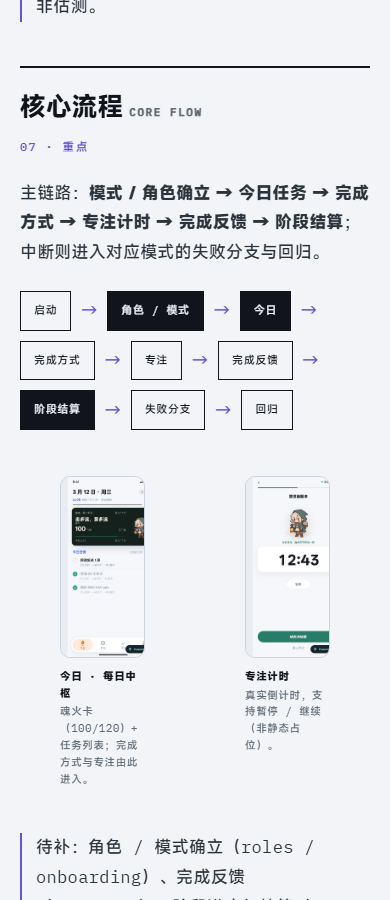 非估测。
核心流程 CORE FLOW
07 · 重点
主链路：模式 / 角色确立 → 今日任务 → 完成
方式 → 专注计时 → 完成反馈 → 阶段结算；
中断则进入对应模式的失败分支与回归。
启动 → 角色 / 模式 → 今日 →
完成方式 → 专注 → 完成反馈 →
阶段结算 → 失败分支 → 回归
3 月 12 日 · 周三
12:43
今日 · 每日中
枢
魂火卡
（100/120）+
任务列表；完成
方式与专注由此
进入。
专注计时
真实倒计时，支
持暂停 / 继续
（非静态占
位）。
待补：角色 / 模式确立（roles /
onboarding）、完成反馈